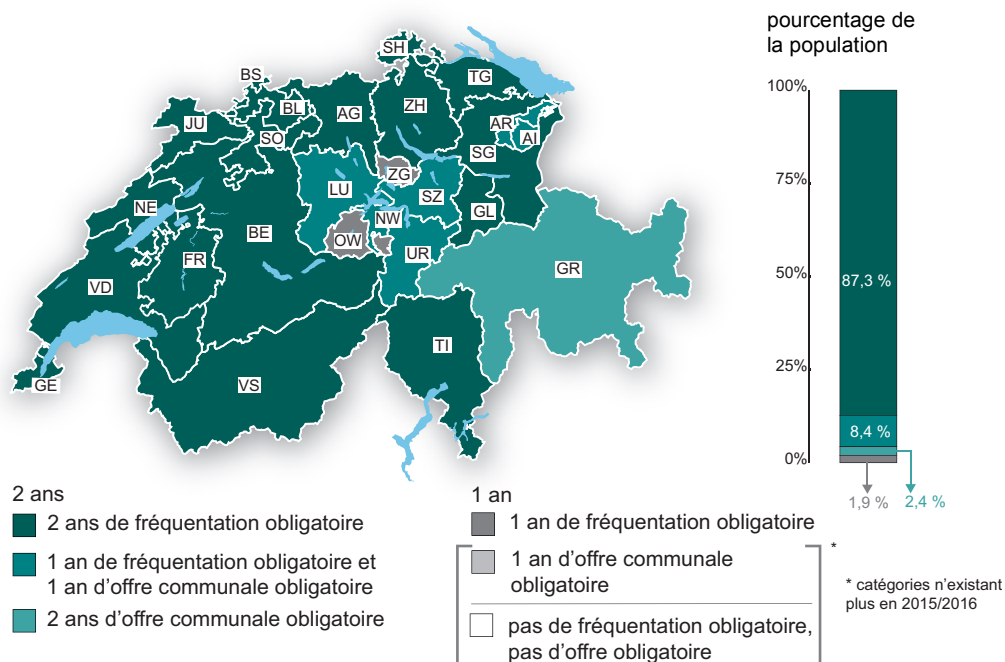 pourcentage de
la population
SH
BS
TG
BL
AG
ZH
JU
AR
AI
SO
SG
ZG
LU
SZ
NE
NW
GL
BE
OW
UR
FR
GR
VD
TI
GE
VS
100%
75%
50%
25%
0%
87,3 %
8,4 %
1,9 %
2,4 %
2 ans
2 ans de fréquentation obligatoire
1 an de fréquentation obligatoire et
1 an d’offre communale obligatoire
2 ans d’offre communale obligatoire
1 an
1 an de fréquentation obligatoire
1 an d’offre communale
obligatoire
pas de fréquentation obligatoire,
pas d’offre obligatoire
*
* catégories n’existant
plus en 2015/2016